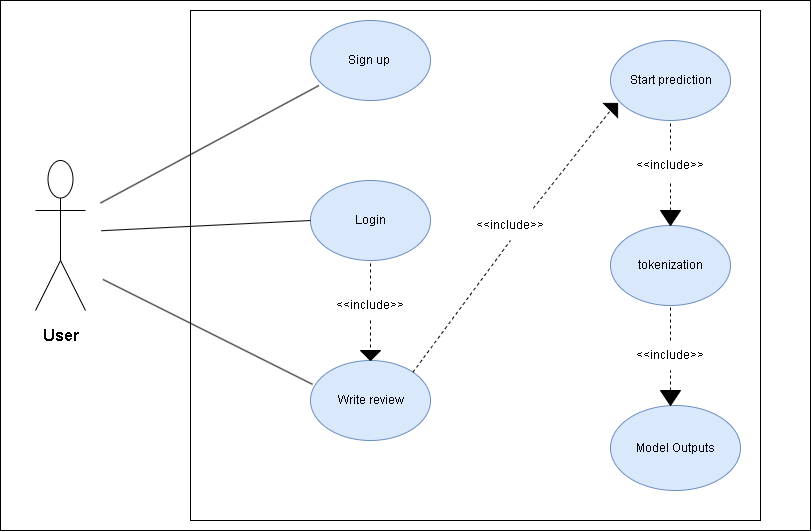 Sign up
Start prediction
<<include>>
Login
<<include>>
tokenization
<<include>>
User
<<include>>
Write review
Model Outputs